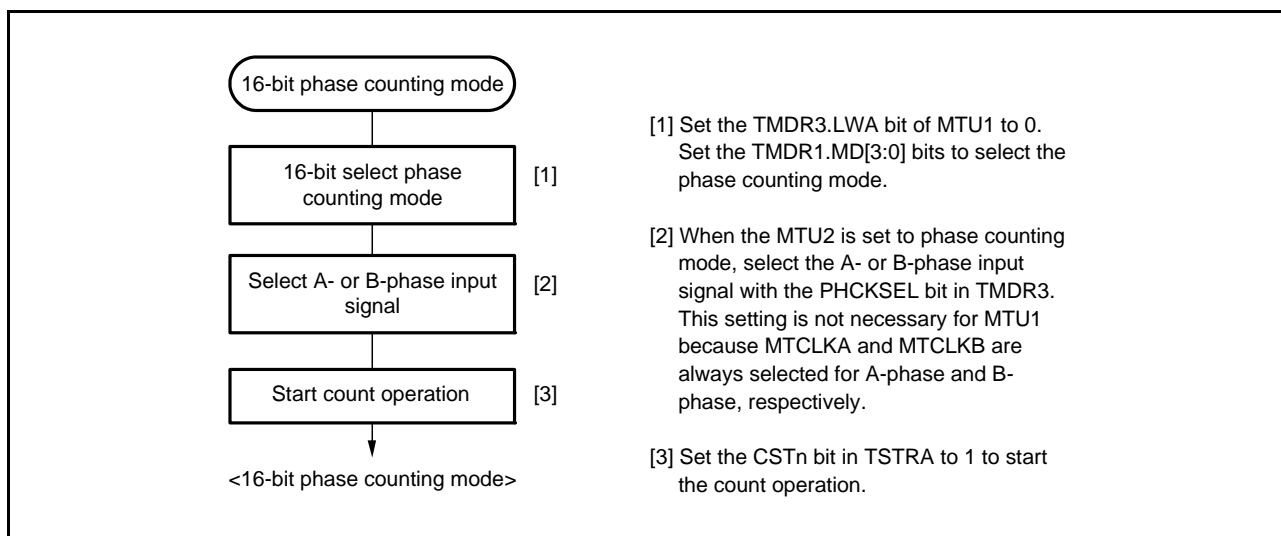 16-bit phase counting mode
16-bit select phase
counting mode
[1]
Select A- or B-phase input
signal
[2]
Start count operation
[3]
<16-bit phase counting mode>
[1] Set the TMDR3.LWA bit of MTU1 to 0.
Set the TMDR1.MD[3:0] bits to select the
phase counting mode.
[2] When the MTU2 is set to phase counting
mode, select the A- or B-phase input
signal with the PHCKSEL bit in TMDR3.
This setting is not necessary for MTU1
because MTCLKA and MTCLKB are
always selected for A-phase and B-
phase, respectively.
[3] Set the CSTn bit in TSTRA to 1 to start
the count operation.